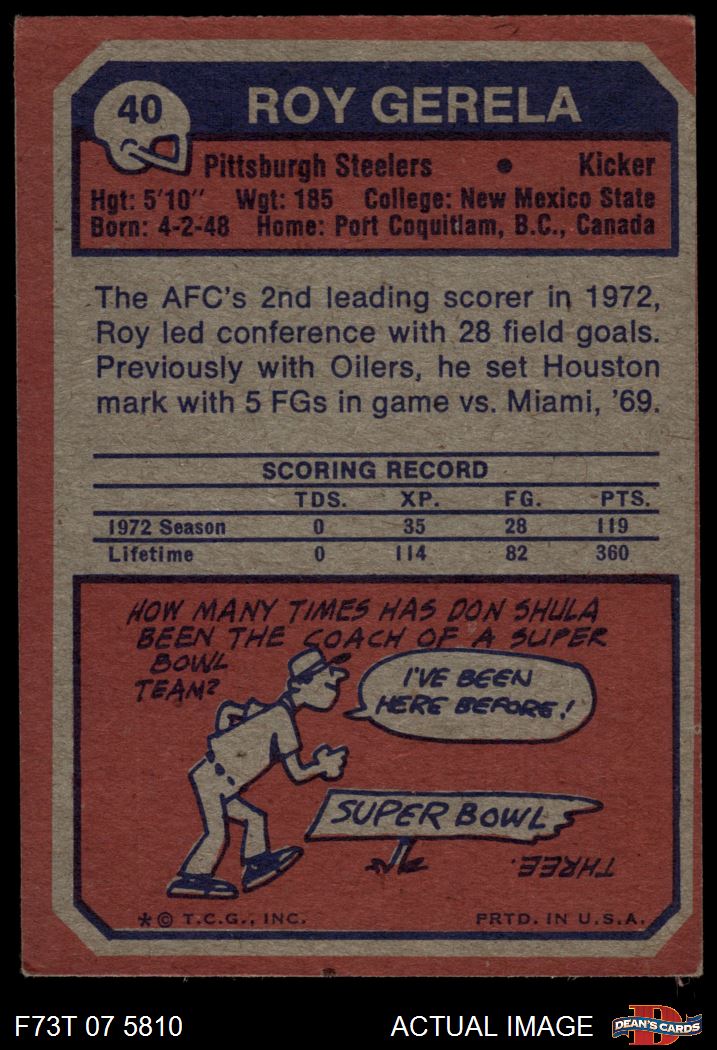 40
ROY GERELA
Pittsburgh Steelers • Kicker
Hgt: 5'10" Wgt: 185 College: New Mexico State
Born: 4-2-48 Home: Port Coquitlam, B.C., Canada
The AFC's 2nd leading scorer in 1972,
Roy led conference with 28 field goals.
Previously with Oilers, he set Houston
mark with 5 FGs in game vs. Miami, '69.
SCORING RECORD
TDS. XP. FG. PTS.
1972 Season 0 35 28 119
Lifetime 0 114 82 360
HOW MANY TIMES HAS DON SHULA
BEEN THE COACH OF A SUPER
BOWL
TEAM?
I'VE BEEN
HERE BEFORE!
SUPER BOWL
THREE.
* © T.C.G., INC. PRTD. IN U.S.A.
F73T 07 5810 ACTUAL IMAGE
D
DEAN'S CARDS